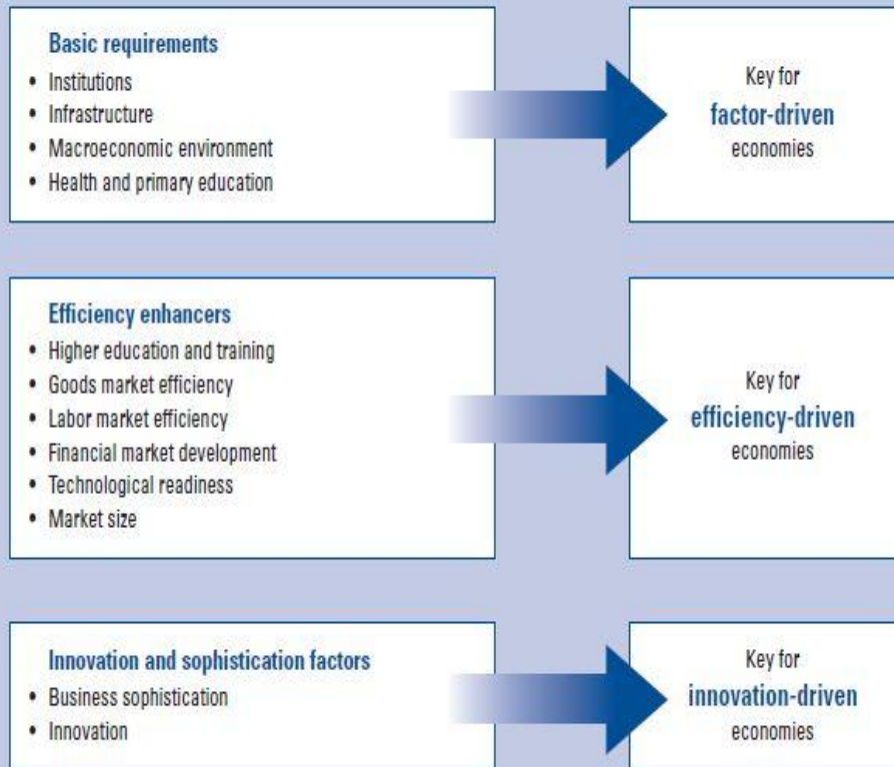 Basic requirements
• Institutions
• Infrastructure
• Macroeconomic environment
• Health and primary education
Key for
factor-driven
economies
Efficiency enhancers
• Higher education and training
• Goods market efficiency
• Labor market efficiency
• Financial market development
• Technological readiness
• Market size
Key for
efficiency-driven
economies
Innovation and sophistication factors
• Business sophistication
• Innovation
Key for
innovation-driven
economies